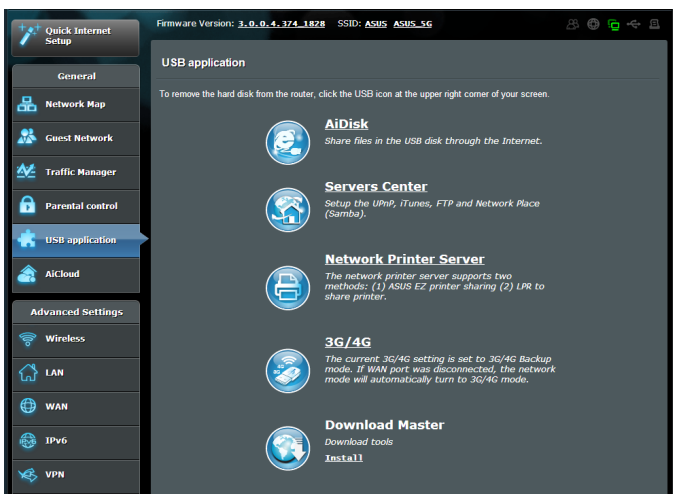 Quick Internet
Setup
Firmware Version: 3.0.0.4.374_1828 SSID: ASUS ASUS_5G
General
Network Map
Guest Network
Traffic Manager
Parental control
USB application
AiCloud
Advanced Settings
Wireless
LAN
WAN
IPv6
VPN
USB application
To remove the hard disk from the router, click the USB icon at the upper right corner of your screen.
AiDisk
Share files in the USB disk through the Internet.
Servers Center
Setup the UPnP, iTunes, FTP and Network Place
(Samba).
Network Printer Server
The network printer server supports two
methods: (1) ASUS EZ printer sharing (2) LPR to
share printer.
3G/4G
The current 3G/4G setting is set to 3G/4G Backup
mode. If WAN port was disconnected, the network
mode will automatically turn to 3G/4G mode.
Download Master
Download tools
Install